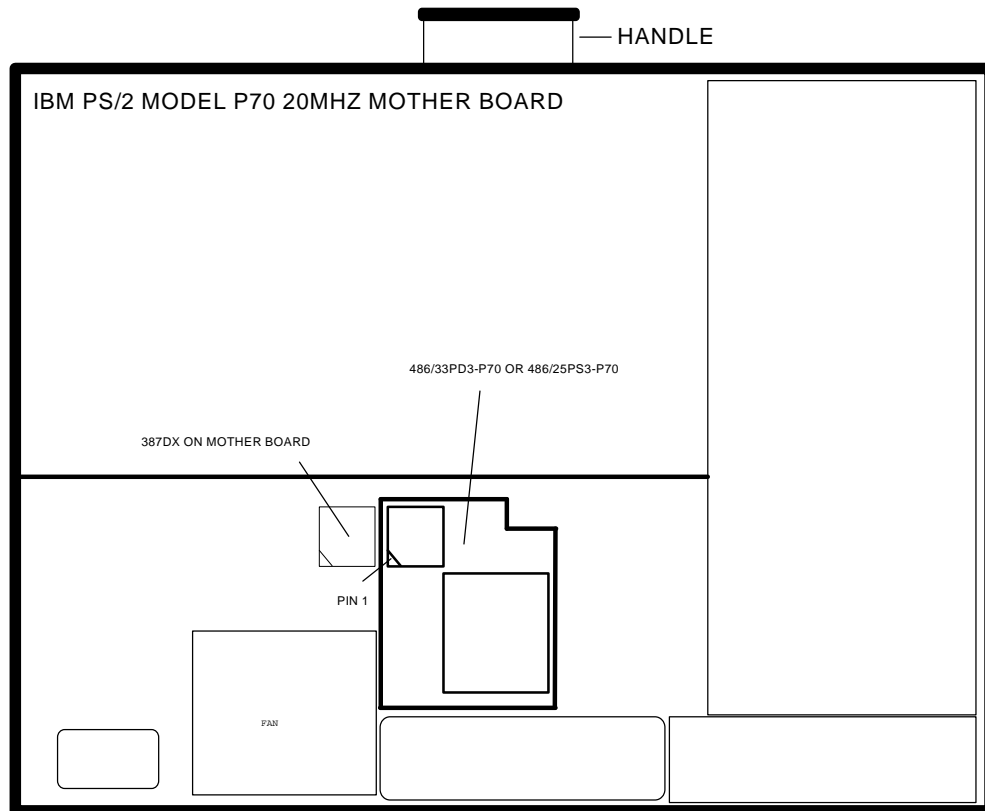 HANDLE
IBM PS/2 MODEL P70 20MHZ MOTHER BOARD
486/33PD3-P70 OR 486/25PS3-P70
387DX ON MOTHER BOARD
PIN 1
FAN